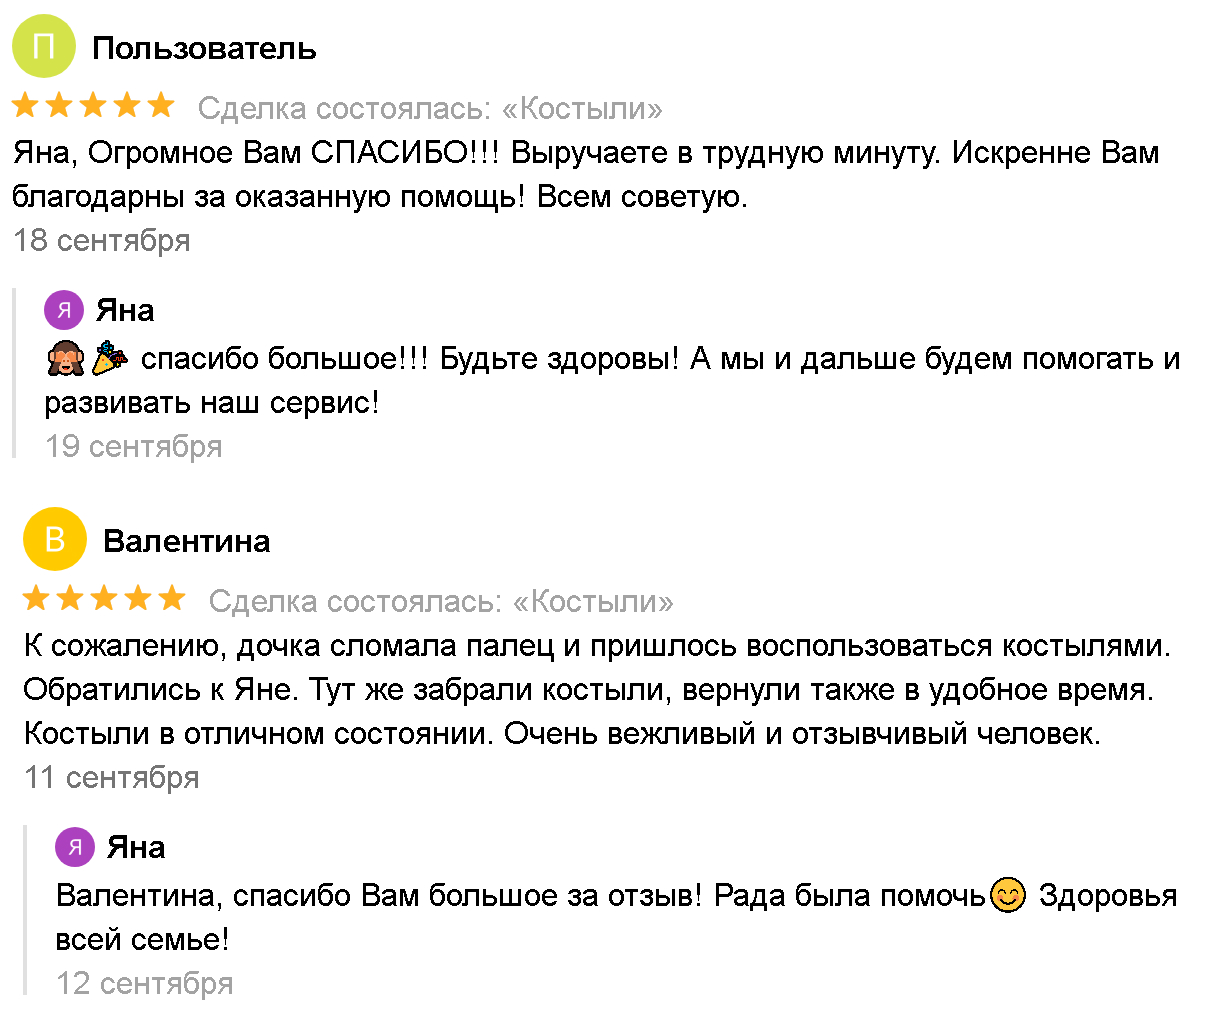 П Пользователь
Сделка состоялась: «Костыли»
Яна, Огромное Вам СПАСИБО!!! Выручаете в трудную минуту. Искренне Вам
благодарны за оказанную помощь! Всем советую.
18 сентября
Я Яна
🙈🎉 спасибо большое!!! Будьте здоровы! А мы и дальше будем помогать и
развивать наш сервис!
19 сентября
В Валентина
Сделка состоялась: «Костыли»
К сожалению, дочка сломала палец и пришлось воспользоваться костылями.
Обратились к Яне. Тут же забрали костыли, вернули также в удобное время.
Костыли в отличном состоянии. Очень вежливый и отзывчивый человек.
11 сентября
Я Яна
Валентина, спасибо Вам большое за отзыв! Рада была помочь😊 Здоровья
всей семье!
12 сентября